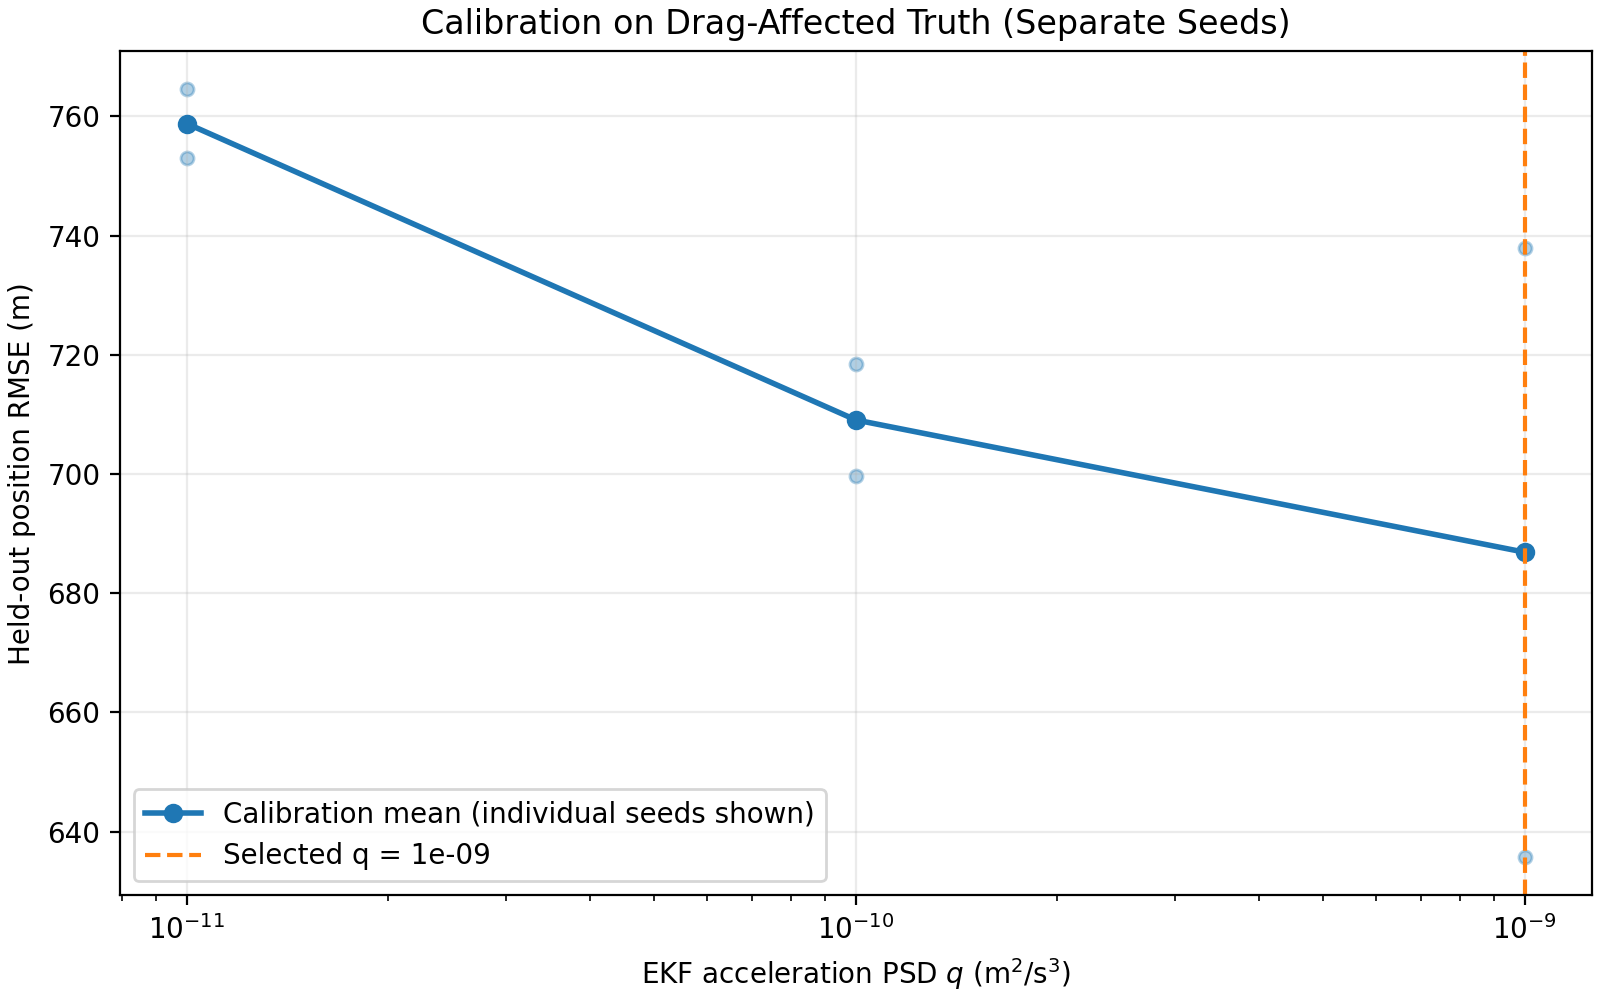 Calibration on Drag-Affected Truth (Separate Seeds)
Held-out position RMSE (m)
760
740
720
700
680
660
640
Calibration mean (individual seeds shown)
Selected q = 1e-09
10⁻¹¹
10⁻¹⁰
10⁻⁹
EKF acceleration PSD q (m²/s³)